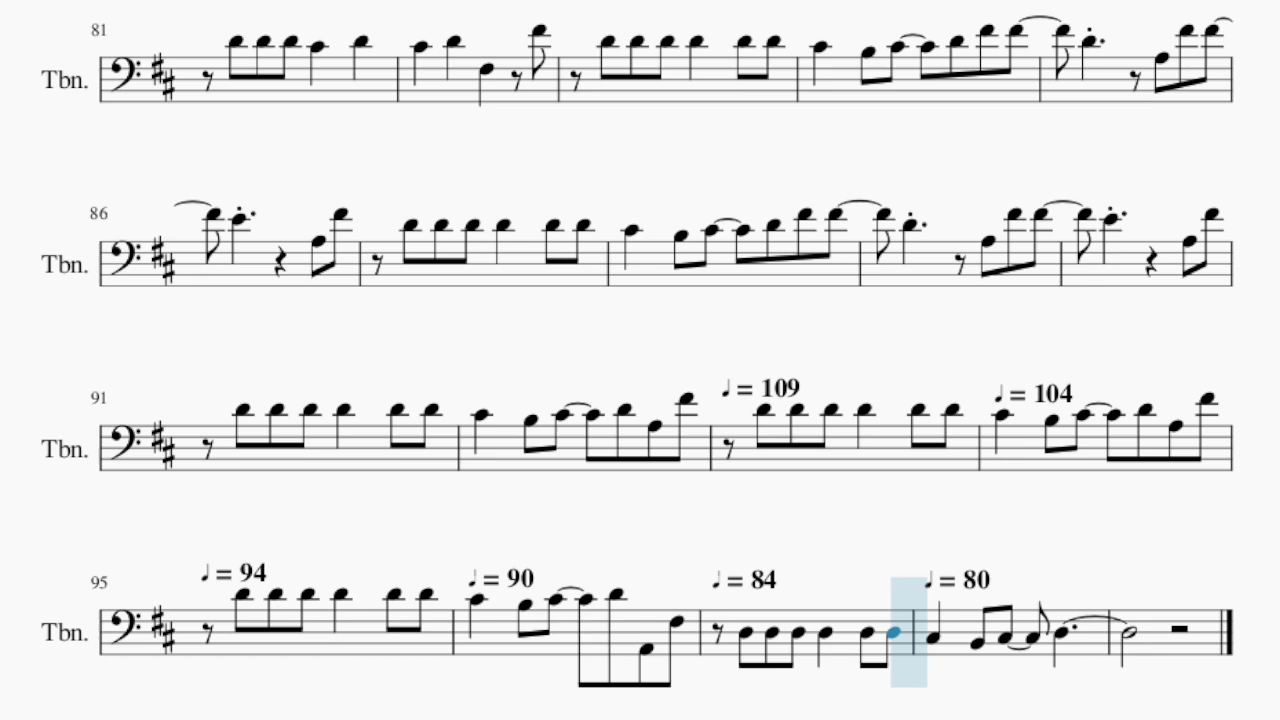 81
Tbn.
86
Tbn.
91
♩ = 109
♩ = 104
Tbn.
95
♩ = 94
♩ = 90
♩ = 84
♩ = 80
Tbn.